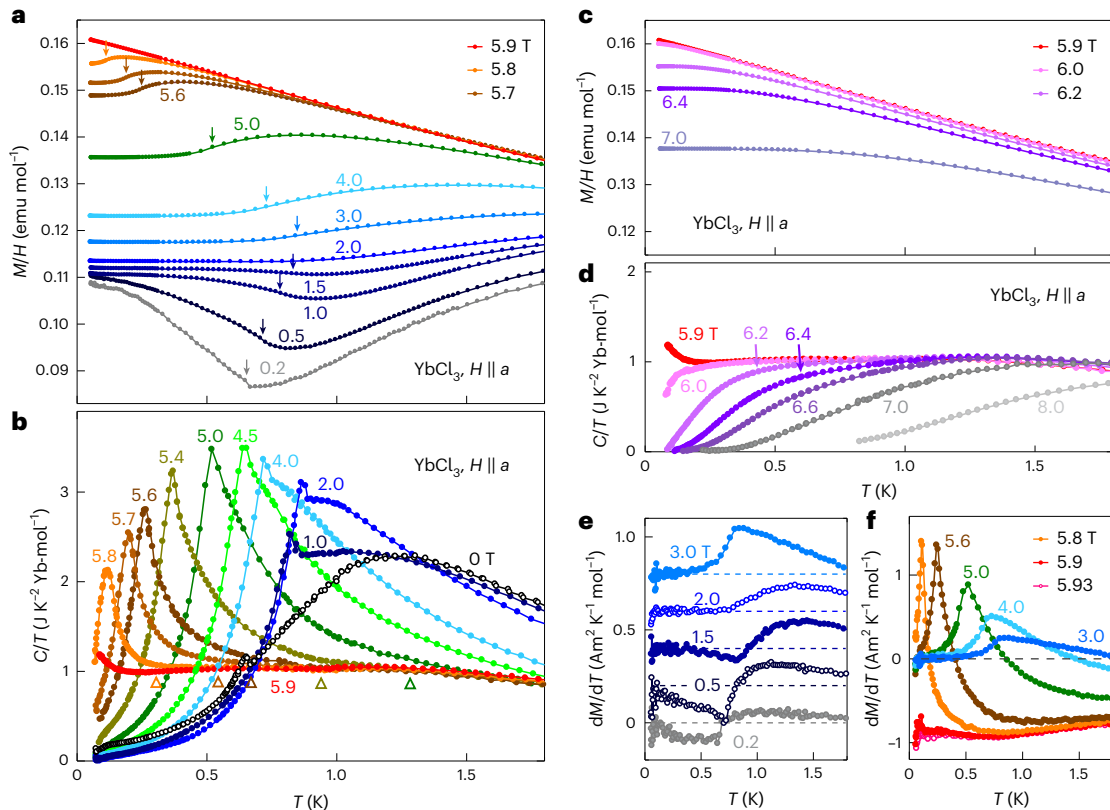 a
0.16
0.15
0.14
0.13
0.12
0.11
0.10
0.09
M/H (emu mol⁻¹)
5.9 T
5.8
5.7
5.6
5.0
4.0
3.0
2.0
1.5
1.0
0.5
0.2
YbCl₃, H || a
b
3
2
1
0
C/T (J K⁻² Yb-mol⁻¹)
5.0
4.5
4.0
5.4
5.6
5.7
5.8
2.0
1.0
0 T
5.9
YbCl₃, H || a
0 0.5 1.0 1.5
T (K)
c
0.16
0.15
0.14
0.13
0.12
M/H (emu mol⁻¹)
5.9 T
6.0
6.2
6.4
7.0
YbCl₃, H || a
d
2
1
0
C/T (J K⁻² Yb-mol⁻¹)
YbCl₃, H || a
5.9 T
6.2
6.4
6.0
6.6
7.0
8.0
0 0.5 1.0 1.5
T (K)
e
1.0
0.5
0
dM/dT (Am² K⁻¹ mol⁻¹)
3.0 T
2.0
1.5
0.5
0.2
0 0.5 1.0 1.5
T (K)
f
1
0
−1
dM/dT (Am² K⁻¹ mol⁻¹)
5.8 T
5.9
5.93
5.6
5.0
4.0
3.0
0 0.5 1.0 1.5
T (K)